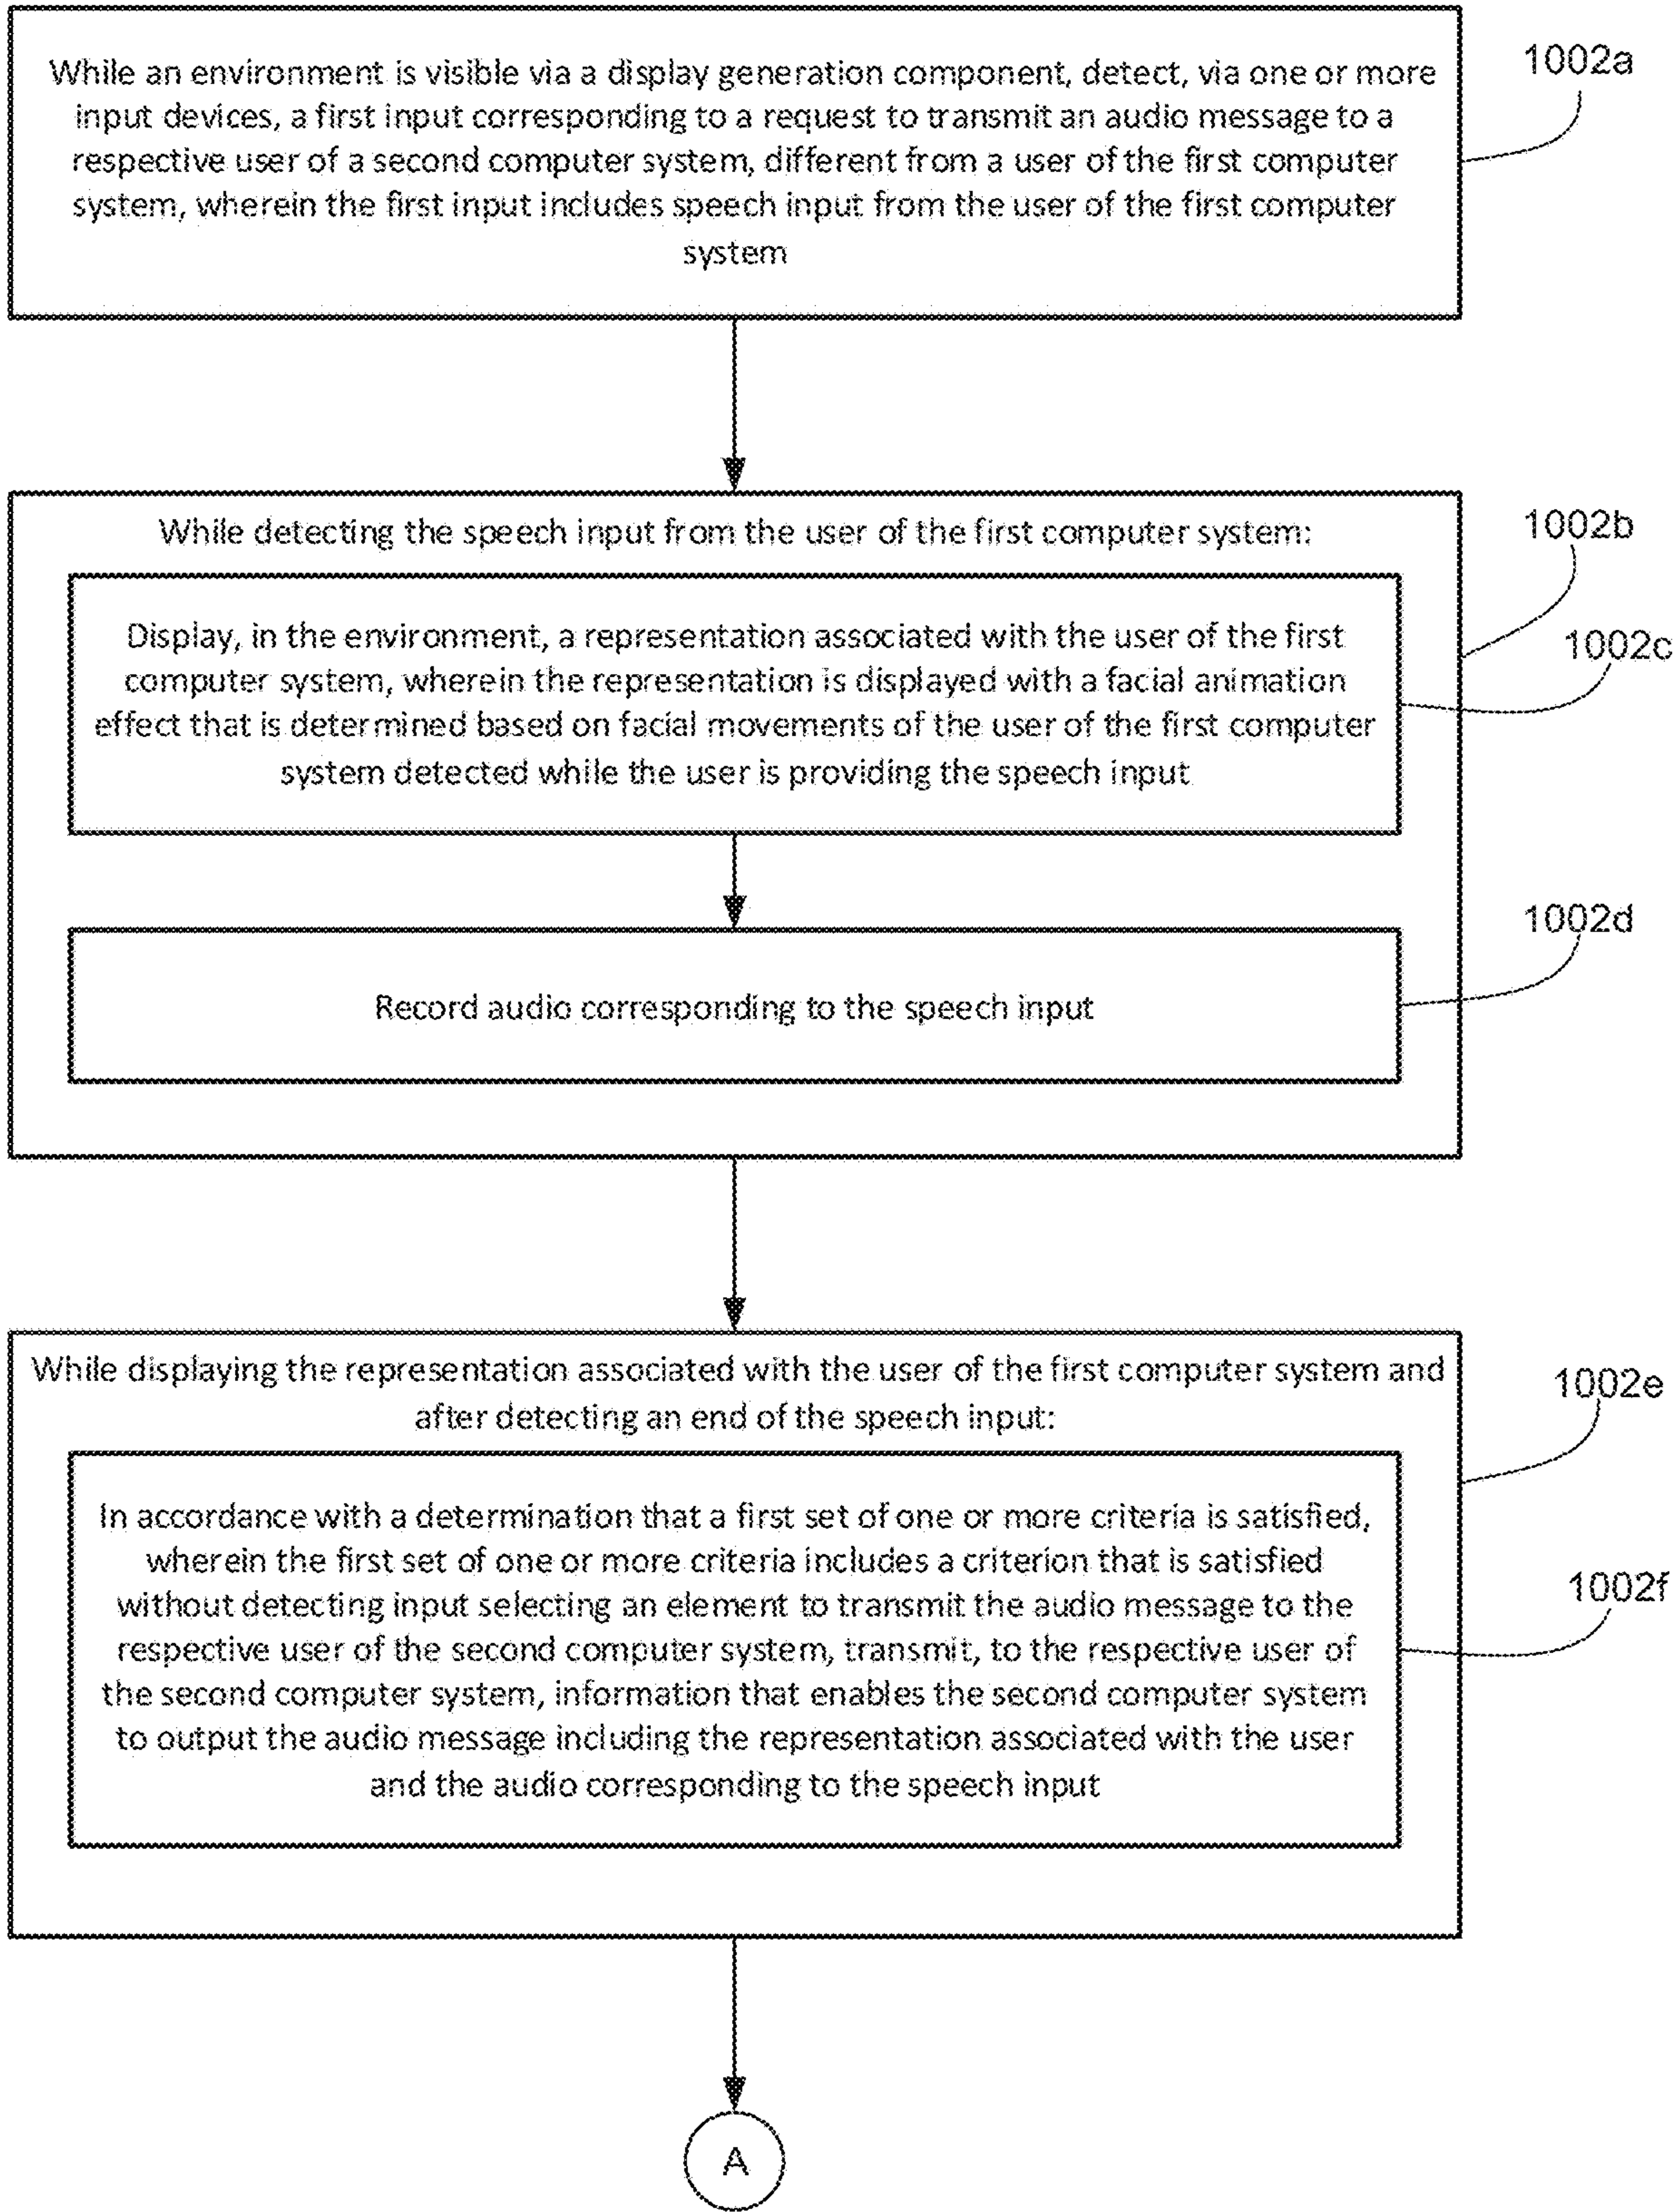 While an environment is visible via a display generation component, detect, via one or more
input devices, a first input corresponding to a request to transmit an audio message to a
respective user of a second computer system, different from a user of the first computer
system, wherein the first input includes speech input from the user of the first computer
system
1002a
While detecting the speech input from the user of the first computer system:
1002b
Display, in the environment, a representation associated with the user of the first
computer system, wherein the representation is displayed with a facial animation
effect that is determined based on facial movements of the user of the first computer
system detected while the user is providing the speech input
1002c
Record audio corresponding to the speech input
1002d
While displaying the representation associated with the user of the first computer system and
after detecting an end of the speech input:
1002e
In accordance with a determination that a first set of one or more criteria is satisfied,
wherein the first set of one or more criteria includes a criterion that is satisfied
without detecting input selecting an element to transmit the audio message to the
respective user of the second computer system, transmit, to the respective user of
the second computer system, information that enables the second computer system
to output the audio message including the representation associated with the user
and the audio corresponding to the speech input
1002f
A